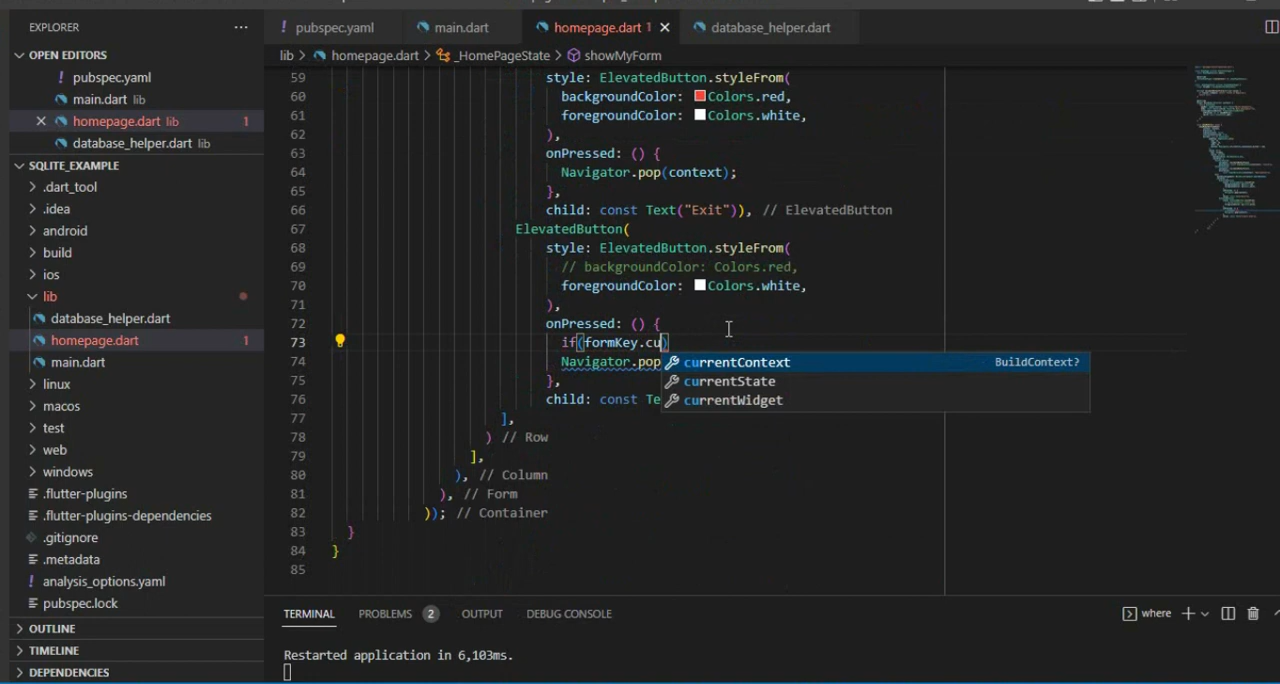 EXPLORER
OPEN EDITORS
pubspec.yaml
main.dart lib
homepage.dart lib 1
database_helper.dart lib
SQLITE_EXAMPLE
.dart_tool
.idea
android
build
ios
lib
database_helper.dart
homepage.dart 1
main.dart
linux
macos
test
web
windows
.flutter-plugins
.flutter-plugins-dependencies
.gitignore
.metadata
analysis_options.yaml
pubspec.lock
OUTLINE
TIMELINE
DEPENDENCIES
pubspec.yaml main.dart homepage.dart 1 database_helper.dart
lib > homepage.dart > _HomePageState > showMyForm
59 style: ElevatedButton.styleFrom(
60 backgroundColor: Colors.red,
61 foregroundColor: Colors.white,
62 ),
63 onPressed: () {
64 Navigator.pop(context);
65 },
66 child: const Text("Exit")), // ElevatedButton
67 ElevatedButton(
68 style: ElevatedButton.styleFrom(
69 // backgroundColor: Colors.red,
70 foregroundColor: Colors.white,
71 ),
72 onPressed: () {
73 if(formKey.cu)
74 Navigator.pop
75 },
76 child: const Te
77 ],
78 ) // Row
79 ],
80 ), // Column
81 ), // Form
82 )); // Container
83 }
84 }
85
currentContext BuildContext?
currentState
currentWidget
TERMINAL PROBLEMS 2 OUTPUT DEBUG CONSOLE where
Restarted application in 6,103ms.